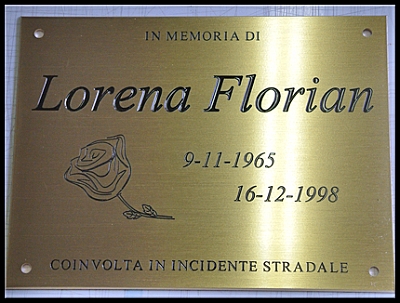 IN MEMORIA DI
Lorena Florian
9-11-1965
16-12-1998
COINVOLTA IN INCIDENTE STRADALE